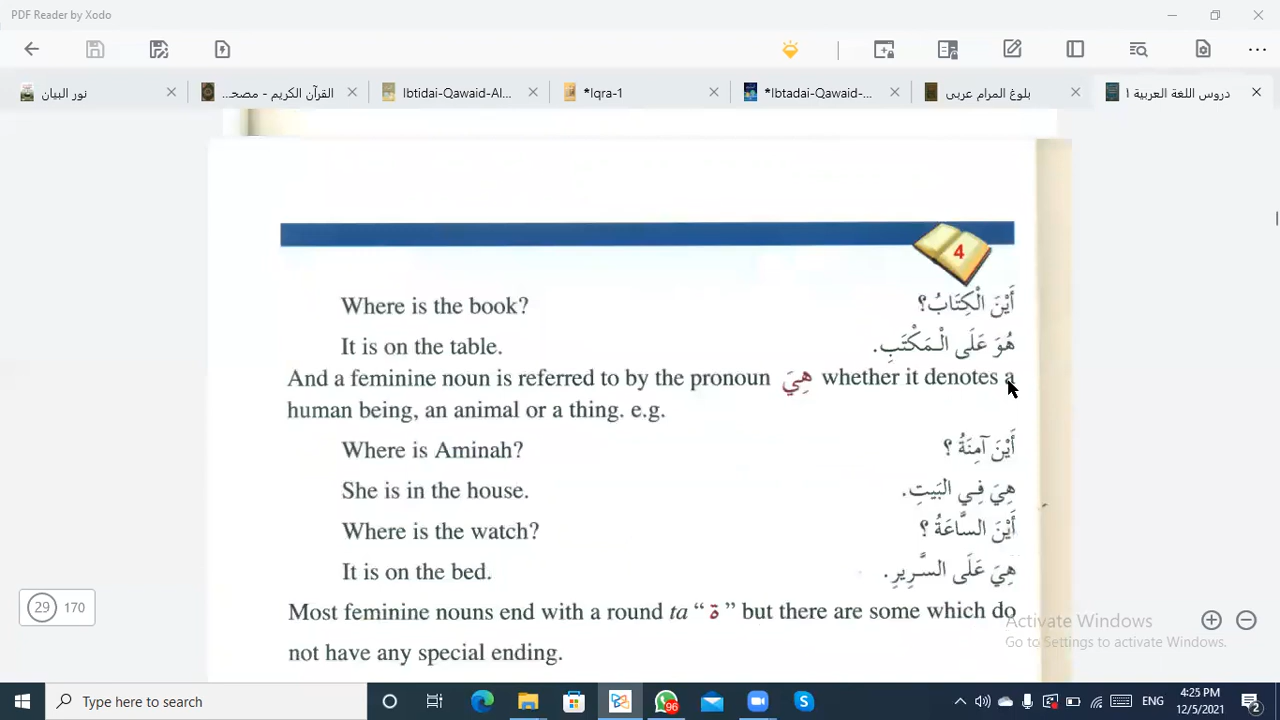 PDF Reader by Xodo
نور البيان
القرآن الكريم - مصحـ...
Ibtidai-Qawaid-Al...
*Iqra-1
*Ibtadai-Qawaid-...
بلوغ المرام عربى
دروس اللغة العربية ١
4
Where is the book? أَيْنَ الْكِتَابُ؟
It is on the table. هُوَ عَلَى الْـمَكْتَبِ.
And a feminine noun is referred to by the pronoun هِيَ whether it denotes a
human being, an animal or a thing. e.g.
Where is Aminah? أَيْنَ آمِنَةُ ؟
She is in the house. هِيَ فِي البَيتِ.
Where is the watch? أَيْنَ السَّاعَةُ ؟
It is on the bed. هِيَ عَلَى السَّرِيرِ.
Most feminine nouns end with a round ta “ ة ” but there are some which do
not have any special ending.
29 170
Activate Windows
Go to Settings to activate Windows.
Type here to search
96
ENG
4:25 PM
12/5/2021
2